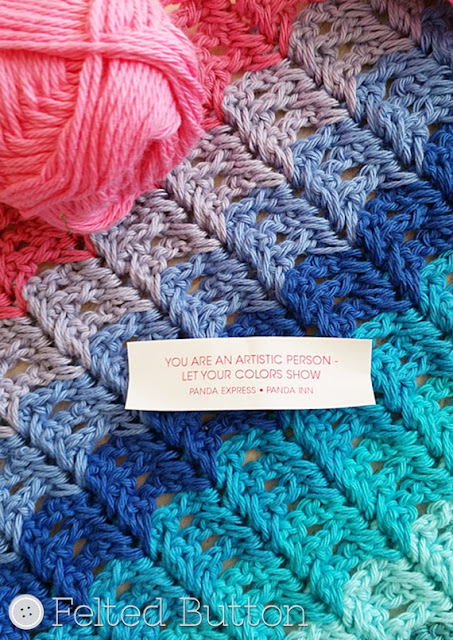 YOU ARE AN ARTISTIC PERSON -
LET YOUR COLORS SHOW
PANDA EXPRESS • PANDA INN
Felted Button